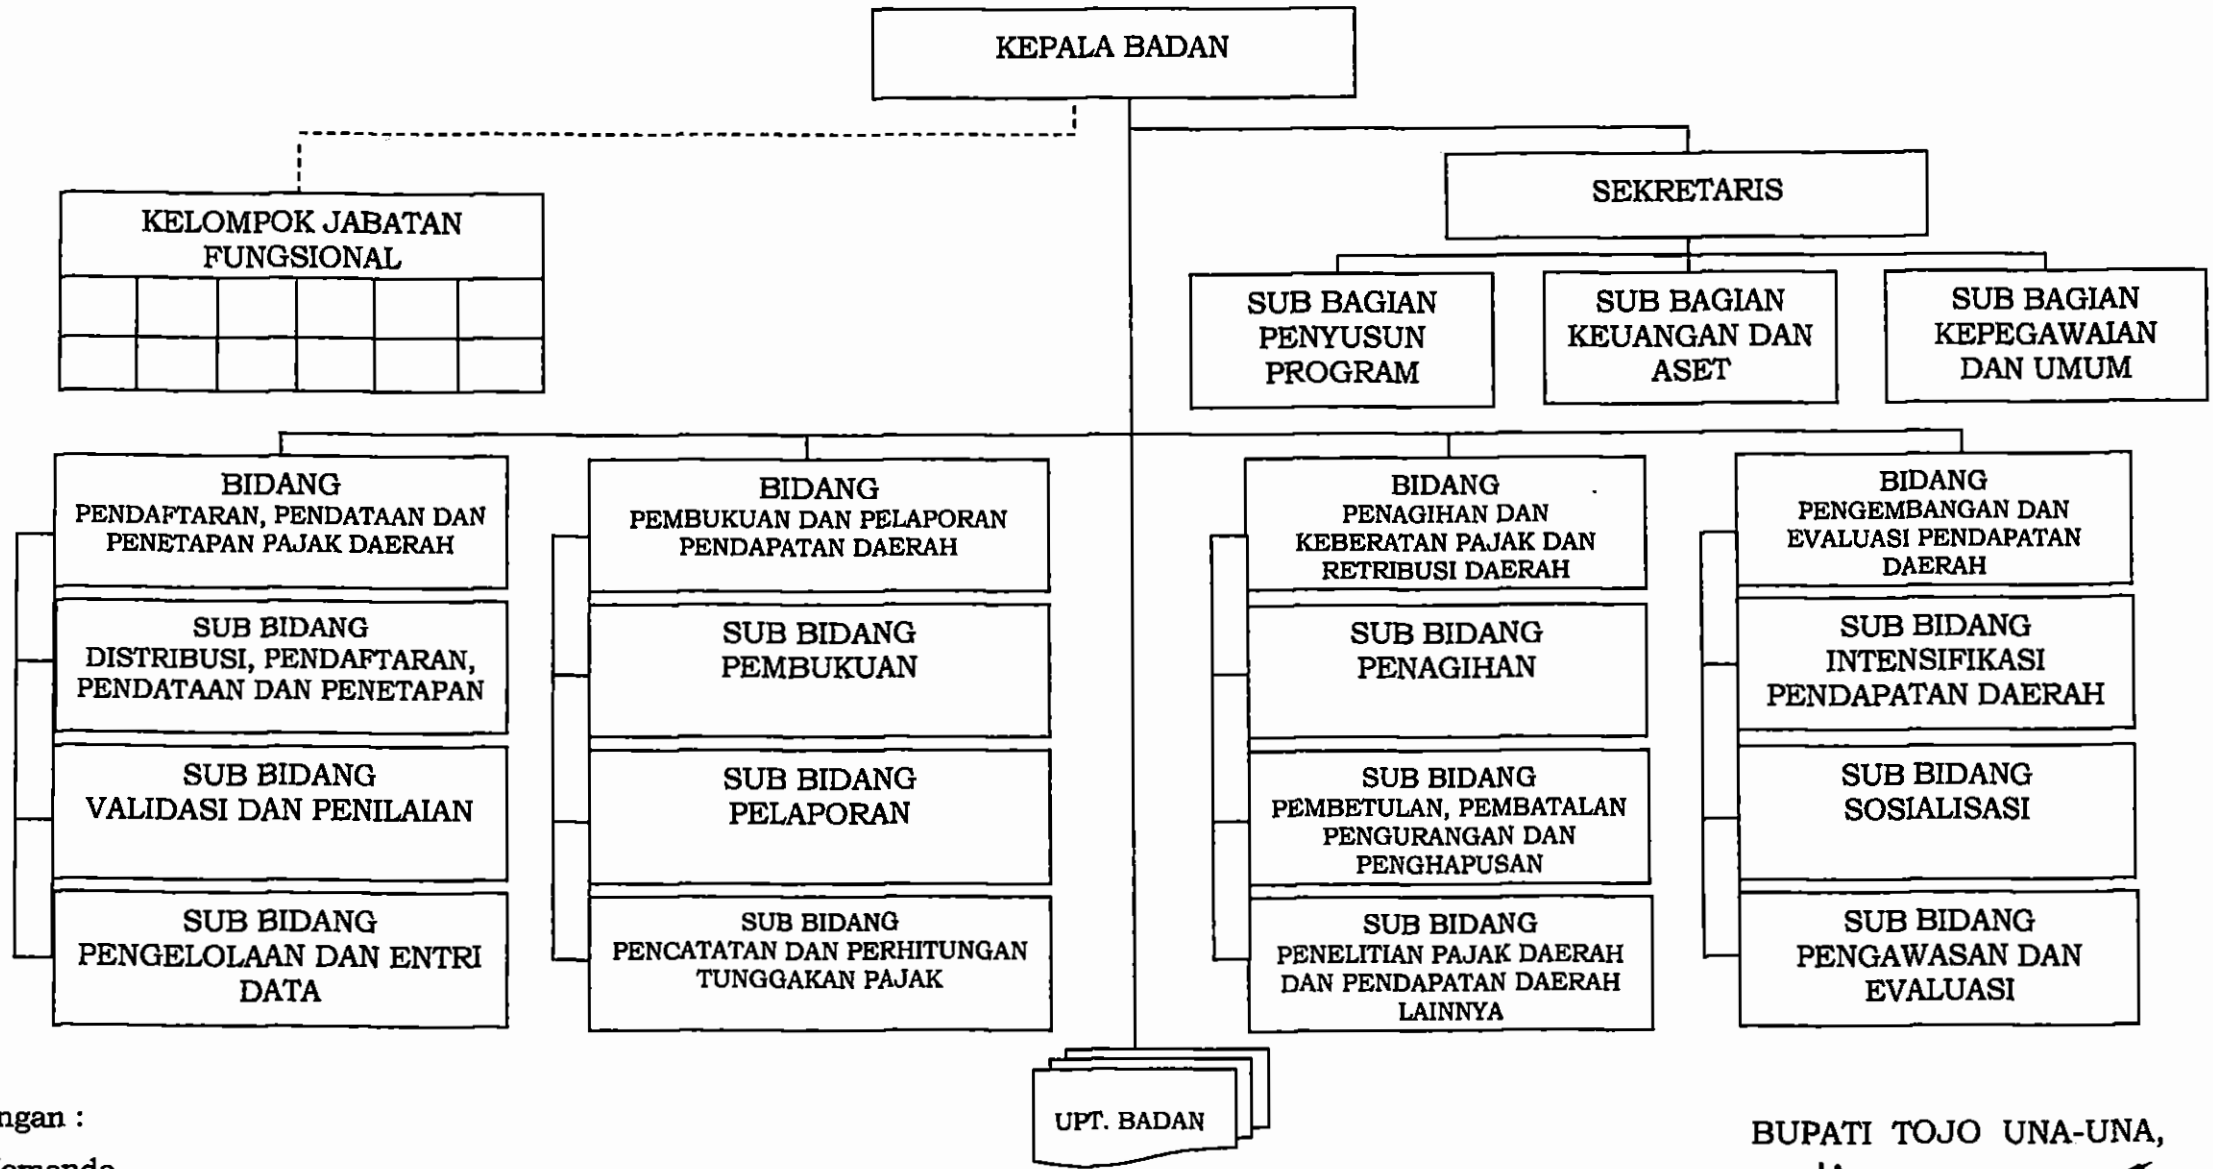 KEPALA BADAN
SEKRETARIS
KELOMPOK JABATAN
FUNGSIONAL
SUB BAGIAN
PENYUSUN
PROGRAM
SUB BAGIAN
KEUANGAN DAN
ASET
SUB BAGIAN
KEPEGAWAIAN
DAN UMUM
BIDANG
PENDAFTARAN, PENDATAAN DAN
PENETAPAN PAJAK DAERAH
SUB BIDANG
DISTRIBUSI, PENDAFTARAN,
PENDATAAN DAN PENETAPAN
SUB BIDANG
VALIDASI DAN PENILAIAN
SUB BIDANG
PENGELOLAAN DAN ENTRI
DATA
BIDANG
PEMBUKUAN DAN PELAPORAN
PENDAPATAN DAERAH
SUB BIDANG
PEMBUKUAN
SUB BIDANG
PELAPORAN
SUB BIDANG
PENCATATAN DAN PERHITUNGAN
TUNGGAKAN PAJAK
BIDANG
PENAGIHAN DAN
KEBERATAN PAJAK DAN
RETRIBUSI DAERAH
SUB BIDANG
PENAGIHAN
SUB BIDANG
PEMBETULAN, PEMBATALAN
PENGURANGAN DAN
PENGHAPUSAN
SUB BIDANG
PENELITIAN PAJAK DAERAH
DAN PENDAPATAN DAERAH
LAINNYA
BIDANG
PENGEMBANGAN DAN
EVALUASI PENDAPATAN
DAERAH
SUB BIDANG
INTENSIFIKASI
PENDAPATAN DAERAH
SUB BIDANG
SOSIALISASI
SUB BIDANG
PENGAWASAN DAN
EVALUASI
UPT. BADAN
ngan :
BUPATI TOJO UNA-UNA,